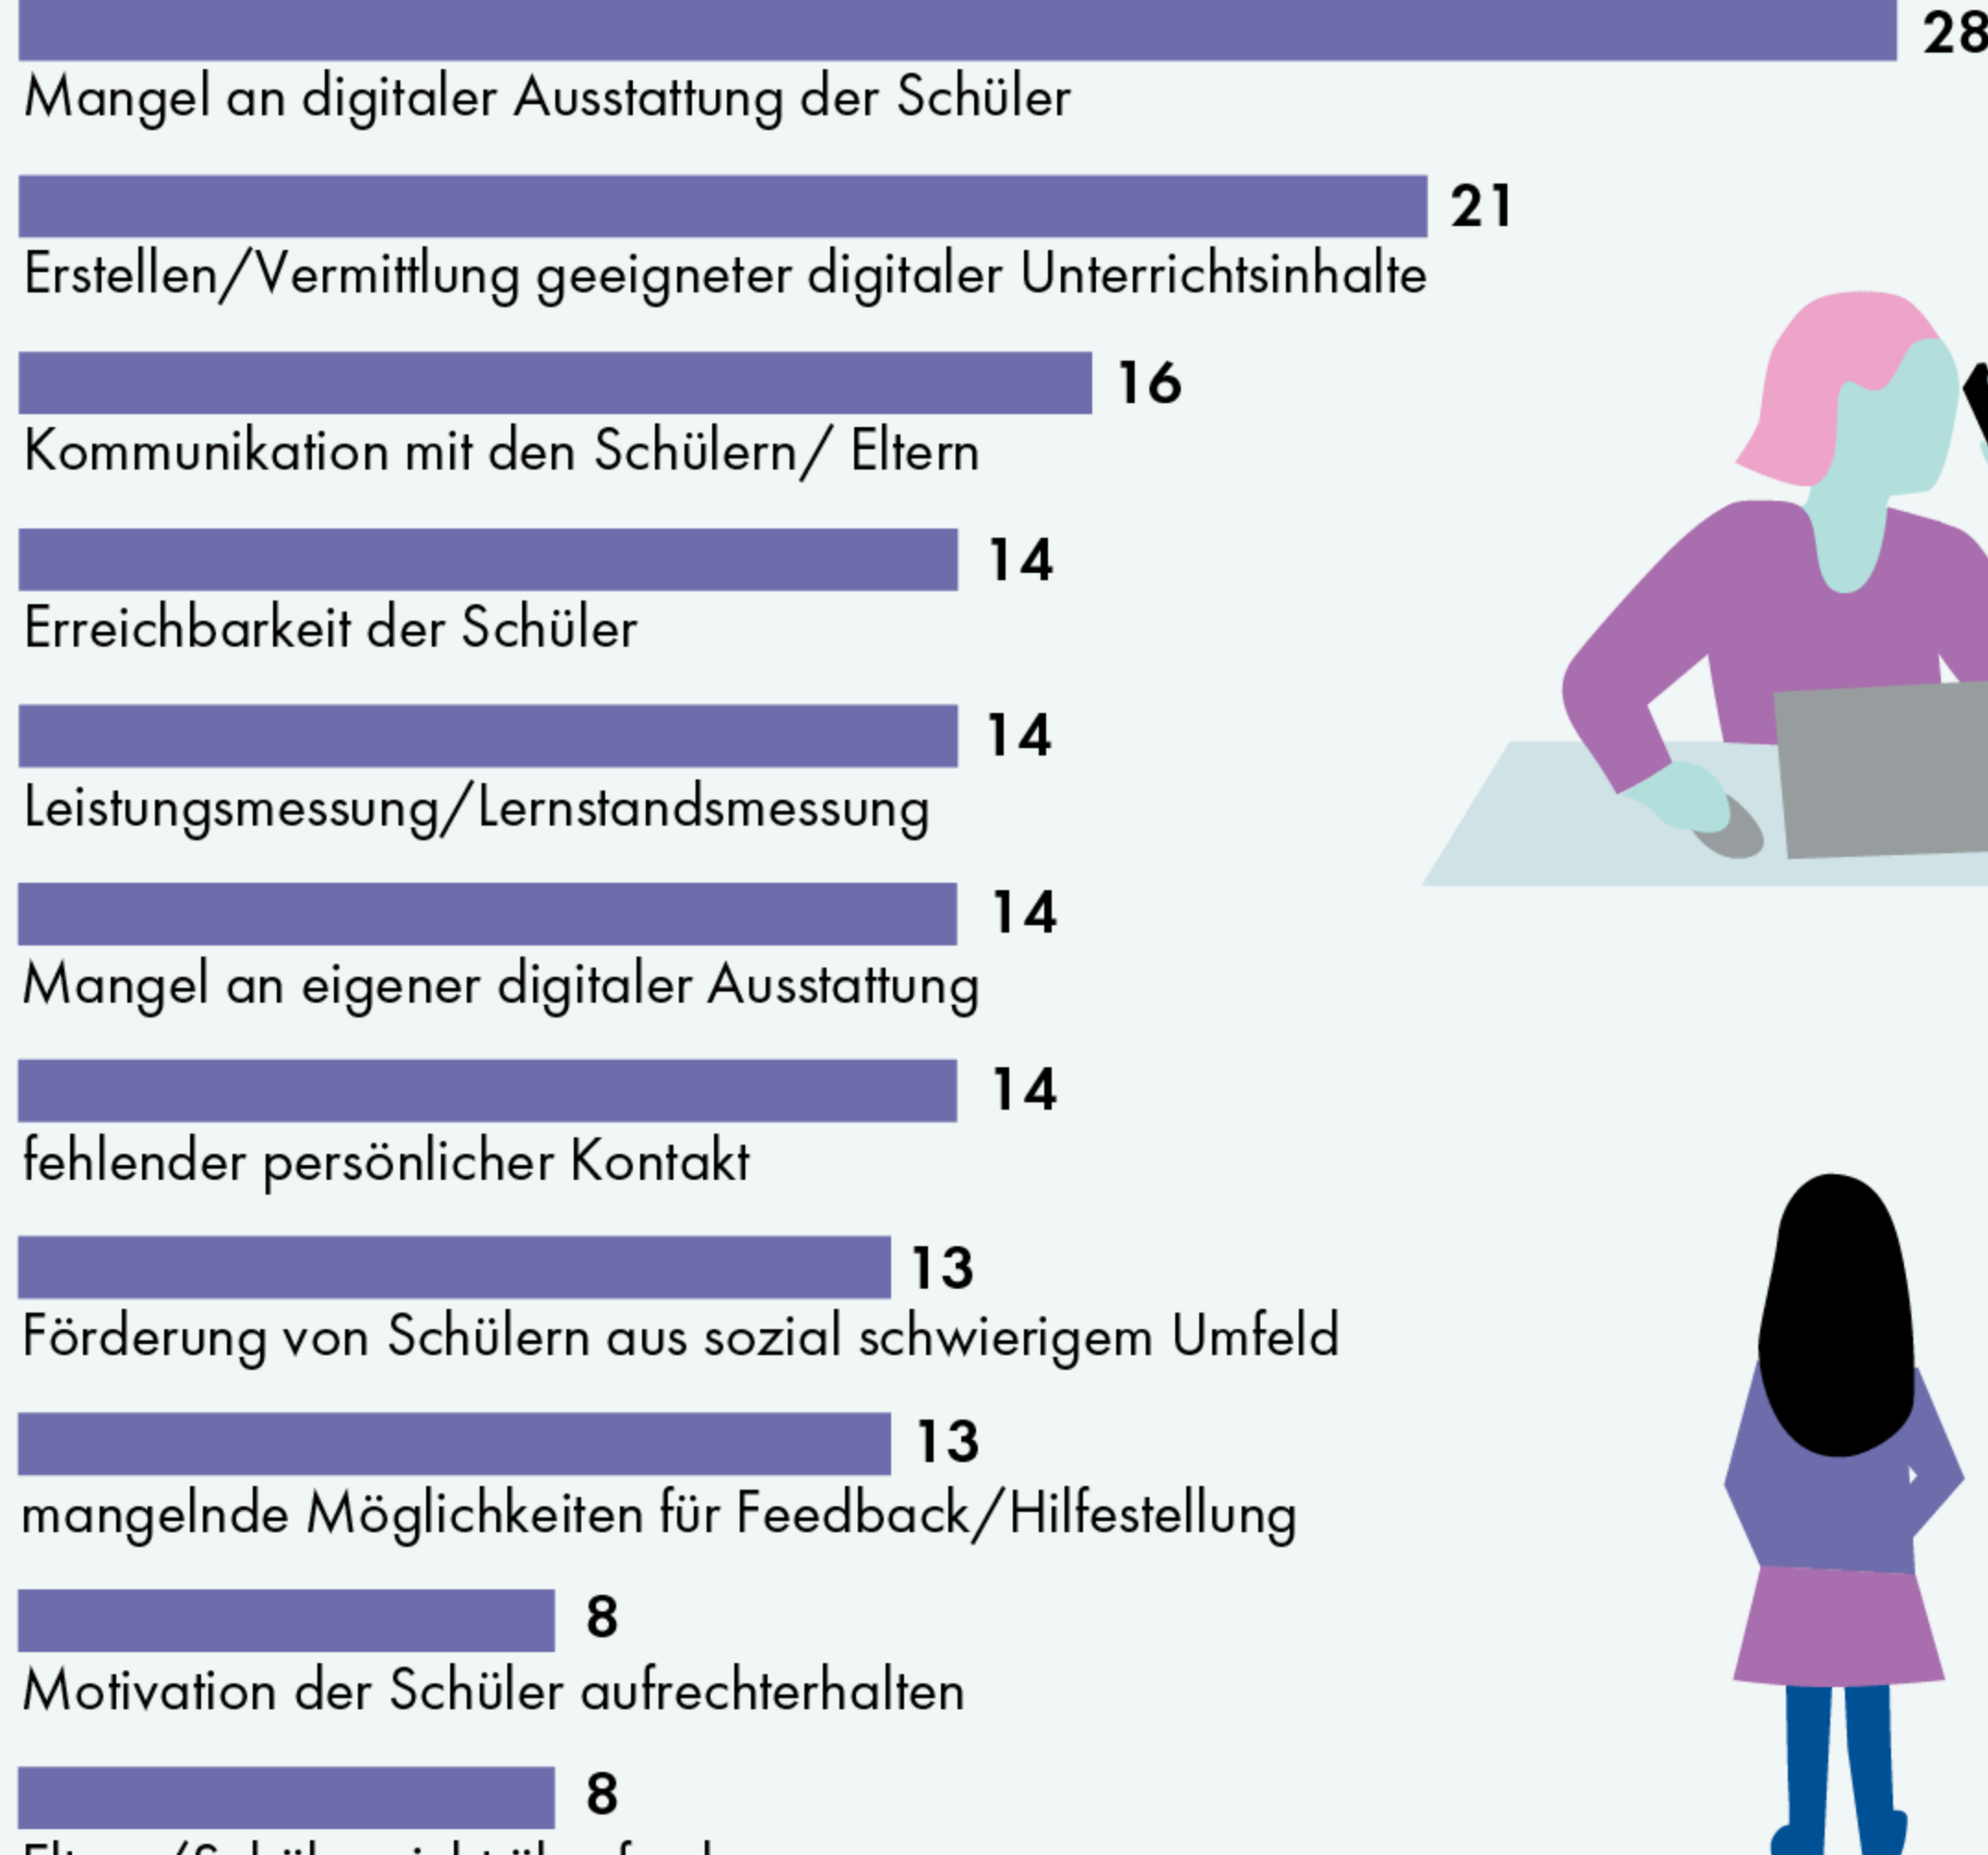 28
Mangel an digitaler Ausstattung der Schüler
21
Erstellen/Vermittlung geeigneter digitaler Unterrichtsinhalte
16
Kommunikation mit den Schülern/ Eltern
14
Erreichbarkeit der Schüler
14
Leistungsmessung/Lernstandsmessung
14
Mangel an eigener digitaler Ausstattung
14
fehlender persönlicher Kontakt
13
Förderung von Schülern aus sozial schwierigem Umfeld
13
mangelnde Möglichkeiten für Feedback/Hilfestellung
8
Motivation der Schüler aufrechterhalten
8